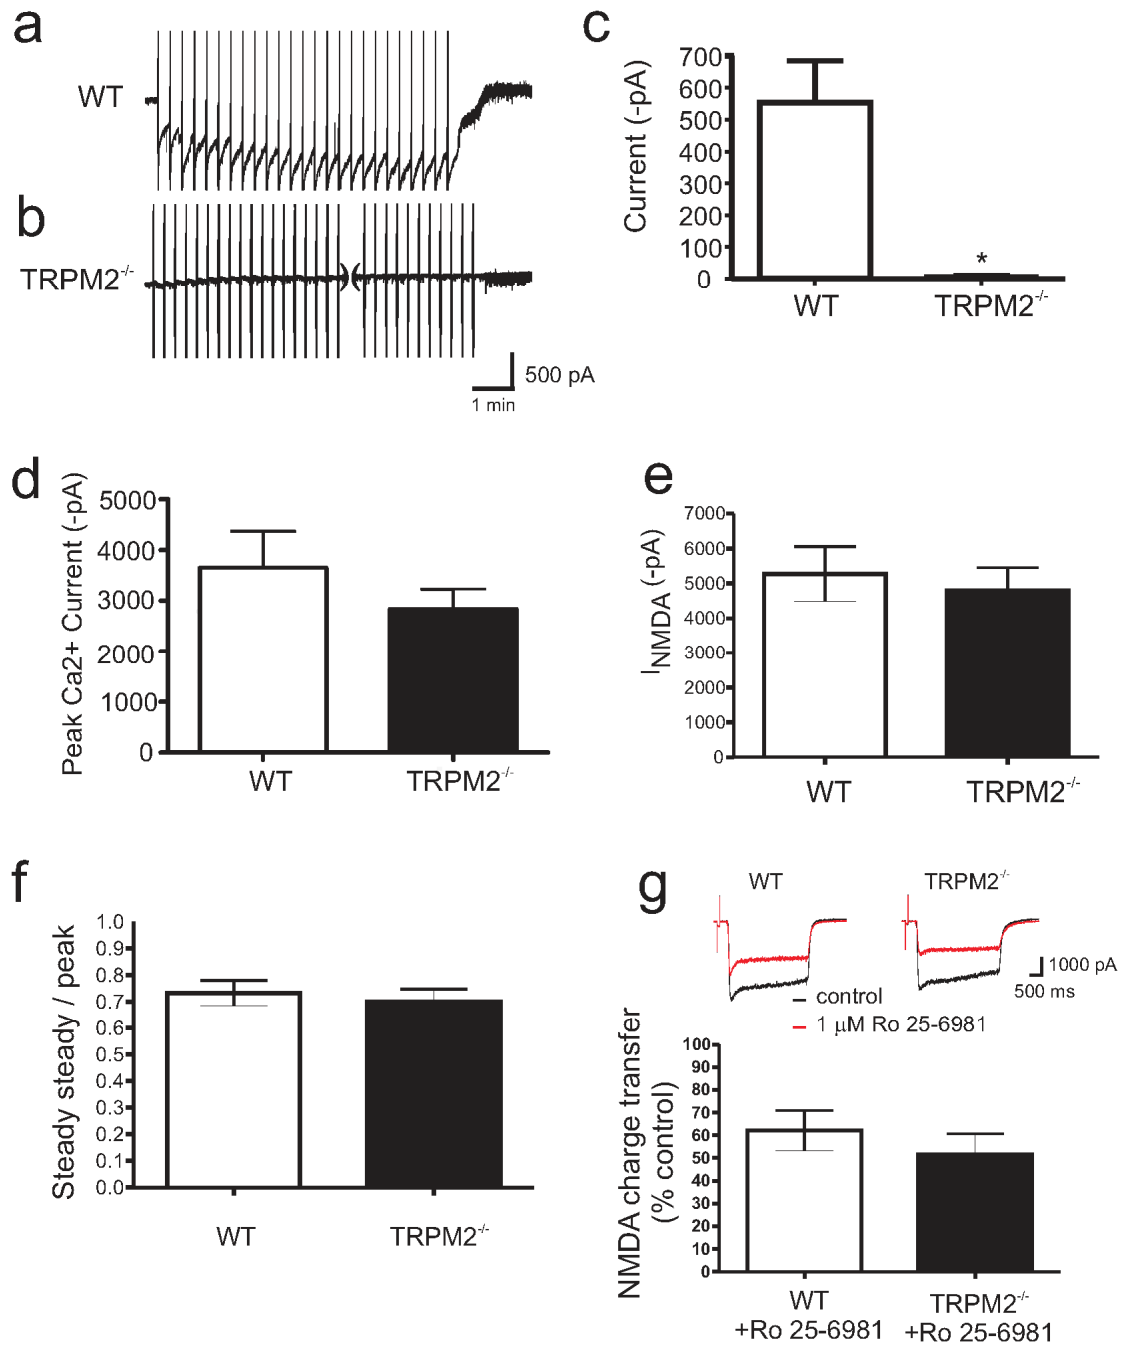 a
WT
b
TRPM2-/-
500 pA
1 min
c
Current (-pA)
700
600
500
400
300
200
100
0
*
WT
TRPM2-/-
d
Peak Ca2+ Current (-pA)
5000
4000
3000
2000
1000
0
WT
TRPM2-/-
e
INMDA (-pA)
7000
6000
5000
4000
3000
2000
1000
0
WT
TRPM2-/-
f
Steady steady / peak
1.0
0.9
0.8
0.7
0.6
0.5
0.4
0.3
0.2
0.1
0.0
WT
TRPM2-/-
g
WT
TRPM2-/-
1000 pA
500 ms
control
1 μM Ro 25-6981
NMDA charge transfer
(% control)
100
90
80
70
60
50
40
30
20
10
0
WT
+Ro 25-6981
TRPM2-/-
+Ro 25-6981